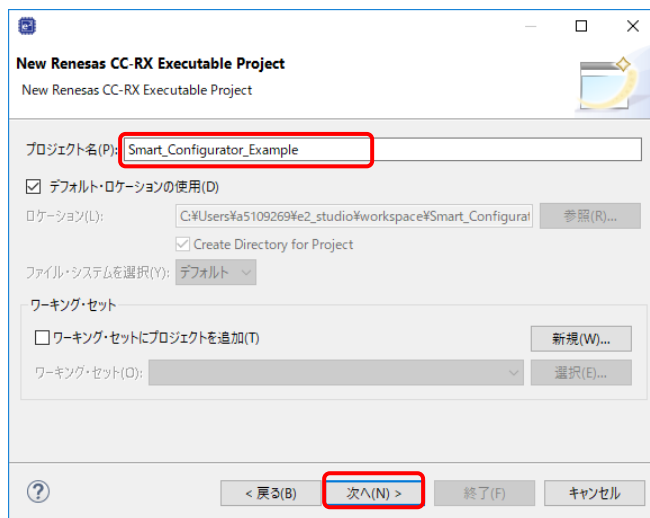 New Renesas CC-RX Executable Project
New Renesas CC-RX Executable Project
プロジェクト名(P): Smart_Configurator_Example
デフォルト・ロケーションの使用(D)
ロケーション(L): C:¥Users¥a5109269¥e2_studio¥workspace¥Smart_Configurat 参照(R)...
Create Directory for Project
ファイル・システムを選択(Y): デフォルト
ワーキング・セット
ワーキング・セットにプロジェクトを追加(T) 新規(W)...
ワーキング・セット(O): 選択(E)...
? < 戻る(B) 次へ(N) > 終了(F) キャンセル